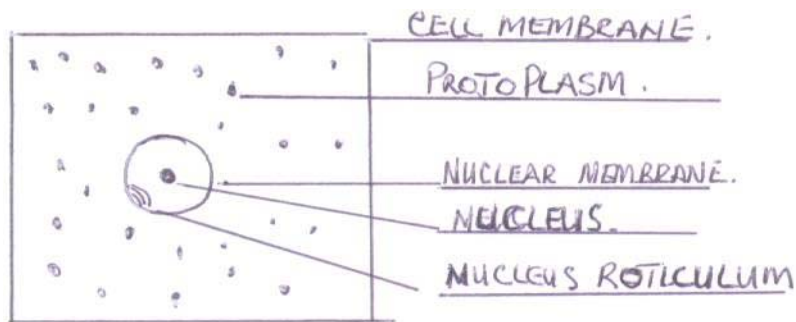 CELL MEMBRANE.
PROTOPLASM.
NUCLEAR MEMBRANE.
NUCLEUS.
NUCLEUS ROTICULUM